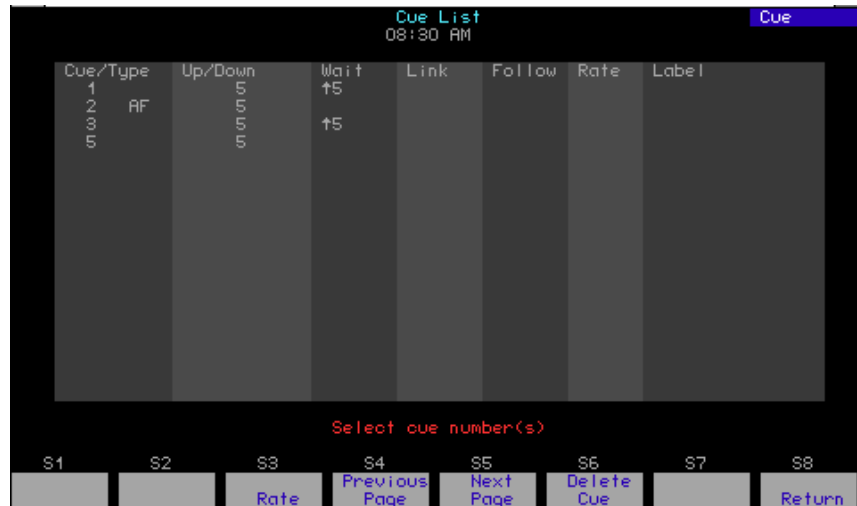 Cue List
Cue
08:30 AM
Cue/Type Up/Down Wait Link Follow Rate Label
1 5 ↑5
2 AF 5
3 5 ↑5
5 5
Select cue number(s)
S1 S2 S3 S4 S5 S6 S7 S8
Previous Next Delete
Rate Page Page Cue Return